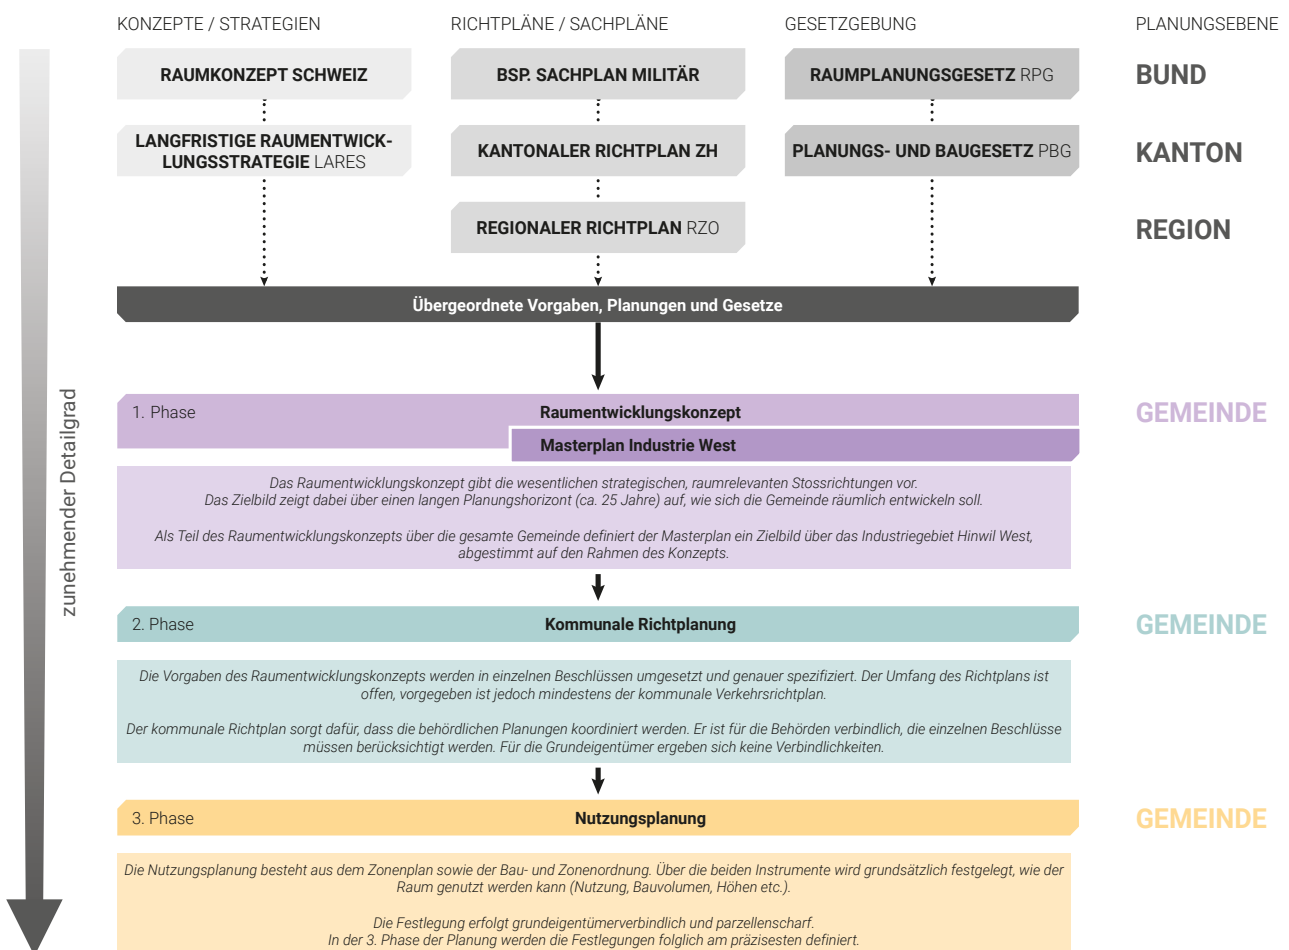 KONZEPTE / STRATEGIEN
RICHTPLÄNE / SACHPLÄNE
GESETZGEBUNG
PLANUNGSEBENE
RAUMKONZEPT SCHWEIZ
BSP. SACHPLAN MILITÄR
RAUMPLANUNGSGESETZ RPG
BUND
LANGFRISTIGE RAUMENTWICK-
LUNGSSTRATEGIE LARES
KANTONALER RICHTPLAN ZH
PLANUNGS- UND BAUGESETZ PBG
KANTON
REGIONALER RICHTPLAN RZO
REGION
Übergeordnete Vorgaben, Planungen und Gesetze
zunehmender Detailgrad
1. Phase
Raumentwicklungskonzept
GEMEINDE
Masterplan Industrie West
Das Raumentwicklungskonzept gibt die wesentlichen strategischen, raumrelevanten Stossrichtungen vor.
Das Zielbild zeigt dabei über einen langen Planungshorizont (ca. 25 Jahre) auf, wie sich die Gemeinde räumlich entwickeln soll.
Als Teil des Raumentwicklungskonzepts über die gesamte Gemeinde definiert der Masterplan ein Zielbild über das Industriegebiet Hinwil West,
abgestimmt auf den Rahmen des Konzepts.
2. Phase
Kommunale Richtplanung
GEMEINDE
Die Vorgaben des Raumentwicklungskonzepts werden in einzelnen Beschlüssen umgesetzt und genauer spezifiziert. Der Umfang des Richtplans ist
offen, vorgegeben ist jedoch mindestens der kommunale Verkehrsrichtplan.
Der kommunale Richtplan sorgt dafür, dass die behördlichen Planungen koordiniert werden. Er ist für die Behörden verbindlich, die einzelnen Beschlüsse
müssen berücksichtigt werden. Für die Grundeigentümer ergeben sich keine Verbindlichkeiten.
3. Phase
Nutzungsplanung
GEMEINDE
Die Nutzungsplanung besteht aus dem Zonenplan sowie der Bau- und Zonenordnung. Über die beiden Instrumente wird grundsätzlich festgelegt, wie der
Raum genutzt werden kann (Nutzung, Bauvolumen, Höhen etc.).
Die Festlegung erfolgt grundeigentümerverbindlich und parzellenscharf.
In der 3. Phase der Planung werden die Festlegungen folglich am präzisesten definiert.